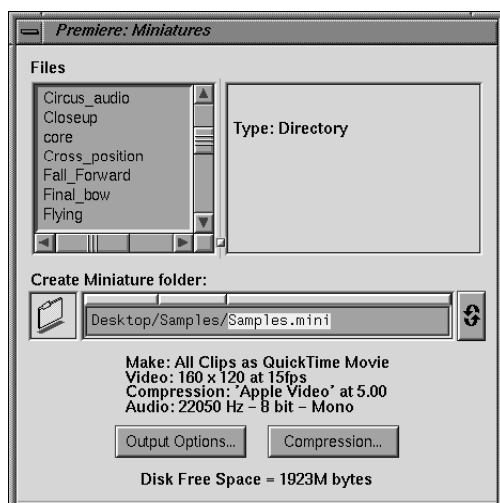 Premiere: Miniatures
Files
Circus_audio
Closeup
core
Cross_position
Fall_Forward
Final_bow
Flying
Type: Directory
Create Miniature folder:
Desktop/Samples/Samples.mini
Make: All Clips as QuickTime Movie
Video: 160 x 120 at 15fps
Compression: 'Apple Video' at 5.00
Audio: 22050 Hz – 8 bit – Mono
Output Options...
Compression...
Disk Free Space = 1923M bytes